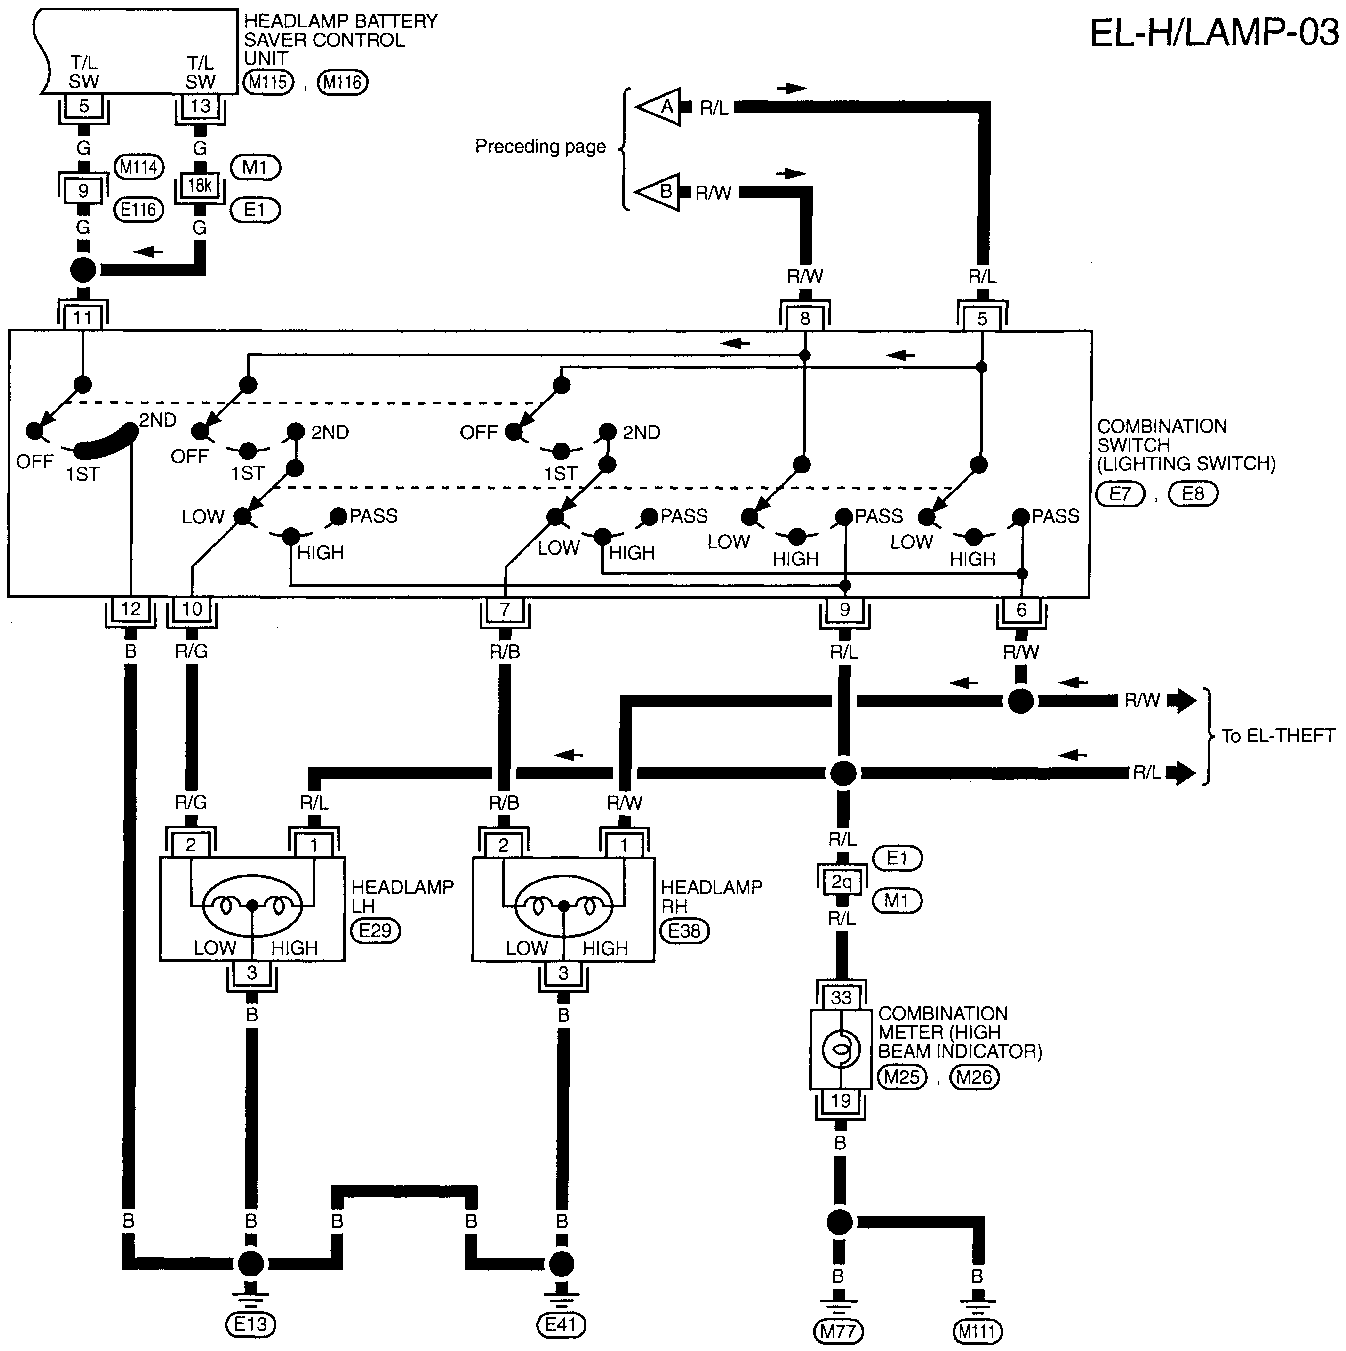 EL-H/LAMP-03
HEADLAMP BATTERY
SAVER CONTROL
UNIT
M115 , M116
T/L
SW
T/L
SW
5
13
G
G
M114
M1
9
18k
E116
E1
G
G
Preceding page
A
R/L
B
R/W
R/W
R/L
11
8
5
OFF
1ST
2ND
OFF
1ST
2ND
OFF
1ST
2ND
COMBINATION
SWITCH
(LIGHTING SWITCH)
E7 , E8
LOW
HIGH
PASS
LOW
HIGH
PASS
LOW
HIGH
PASS
LOW
HIGH
PASS
12
10
7
9
6
B
R/G
R/B
R/L
R/W
R/W
To EL-THEFT
R/L
R/G
R/L
R/B
R/W
R/L
2
1
2
1
E1
2q
M1
HEADLAMP
LH
E29
HEADLAMP
RH
E38
R/L
LOW
HIGH
LOW
HIGH
3
3
33
B
B
COMBINATION
METER (HIGH
BEAM INDICATOR)
M25 , M26
19
B
B
B
B
B
B
B
B
E13
E41
M77
M111